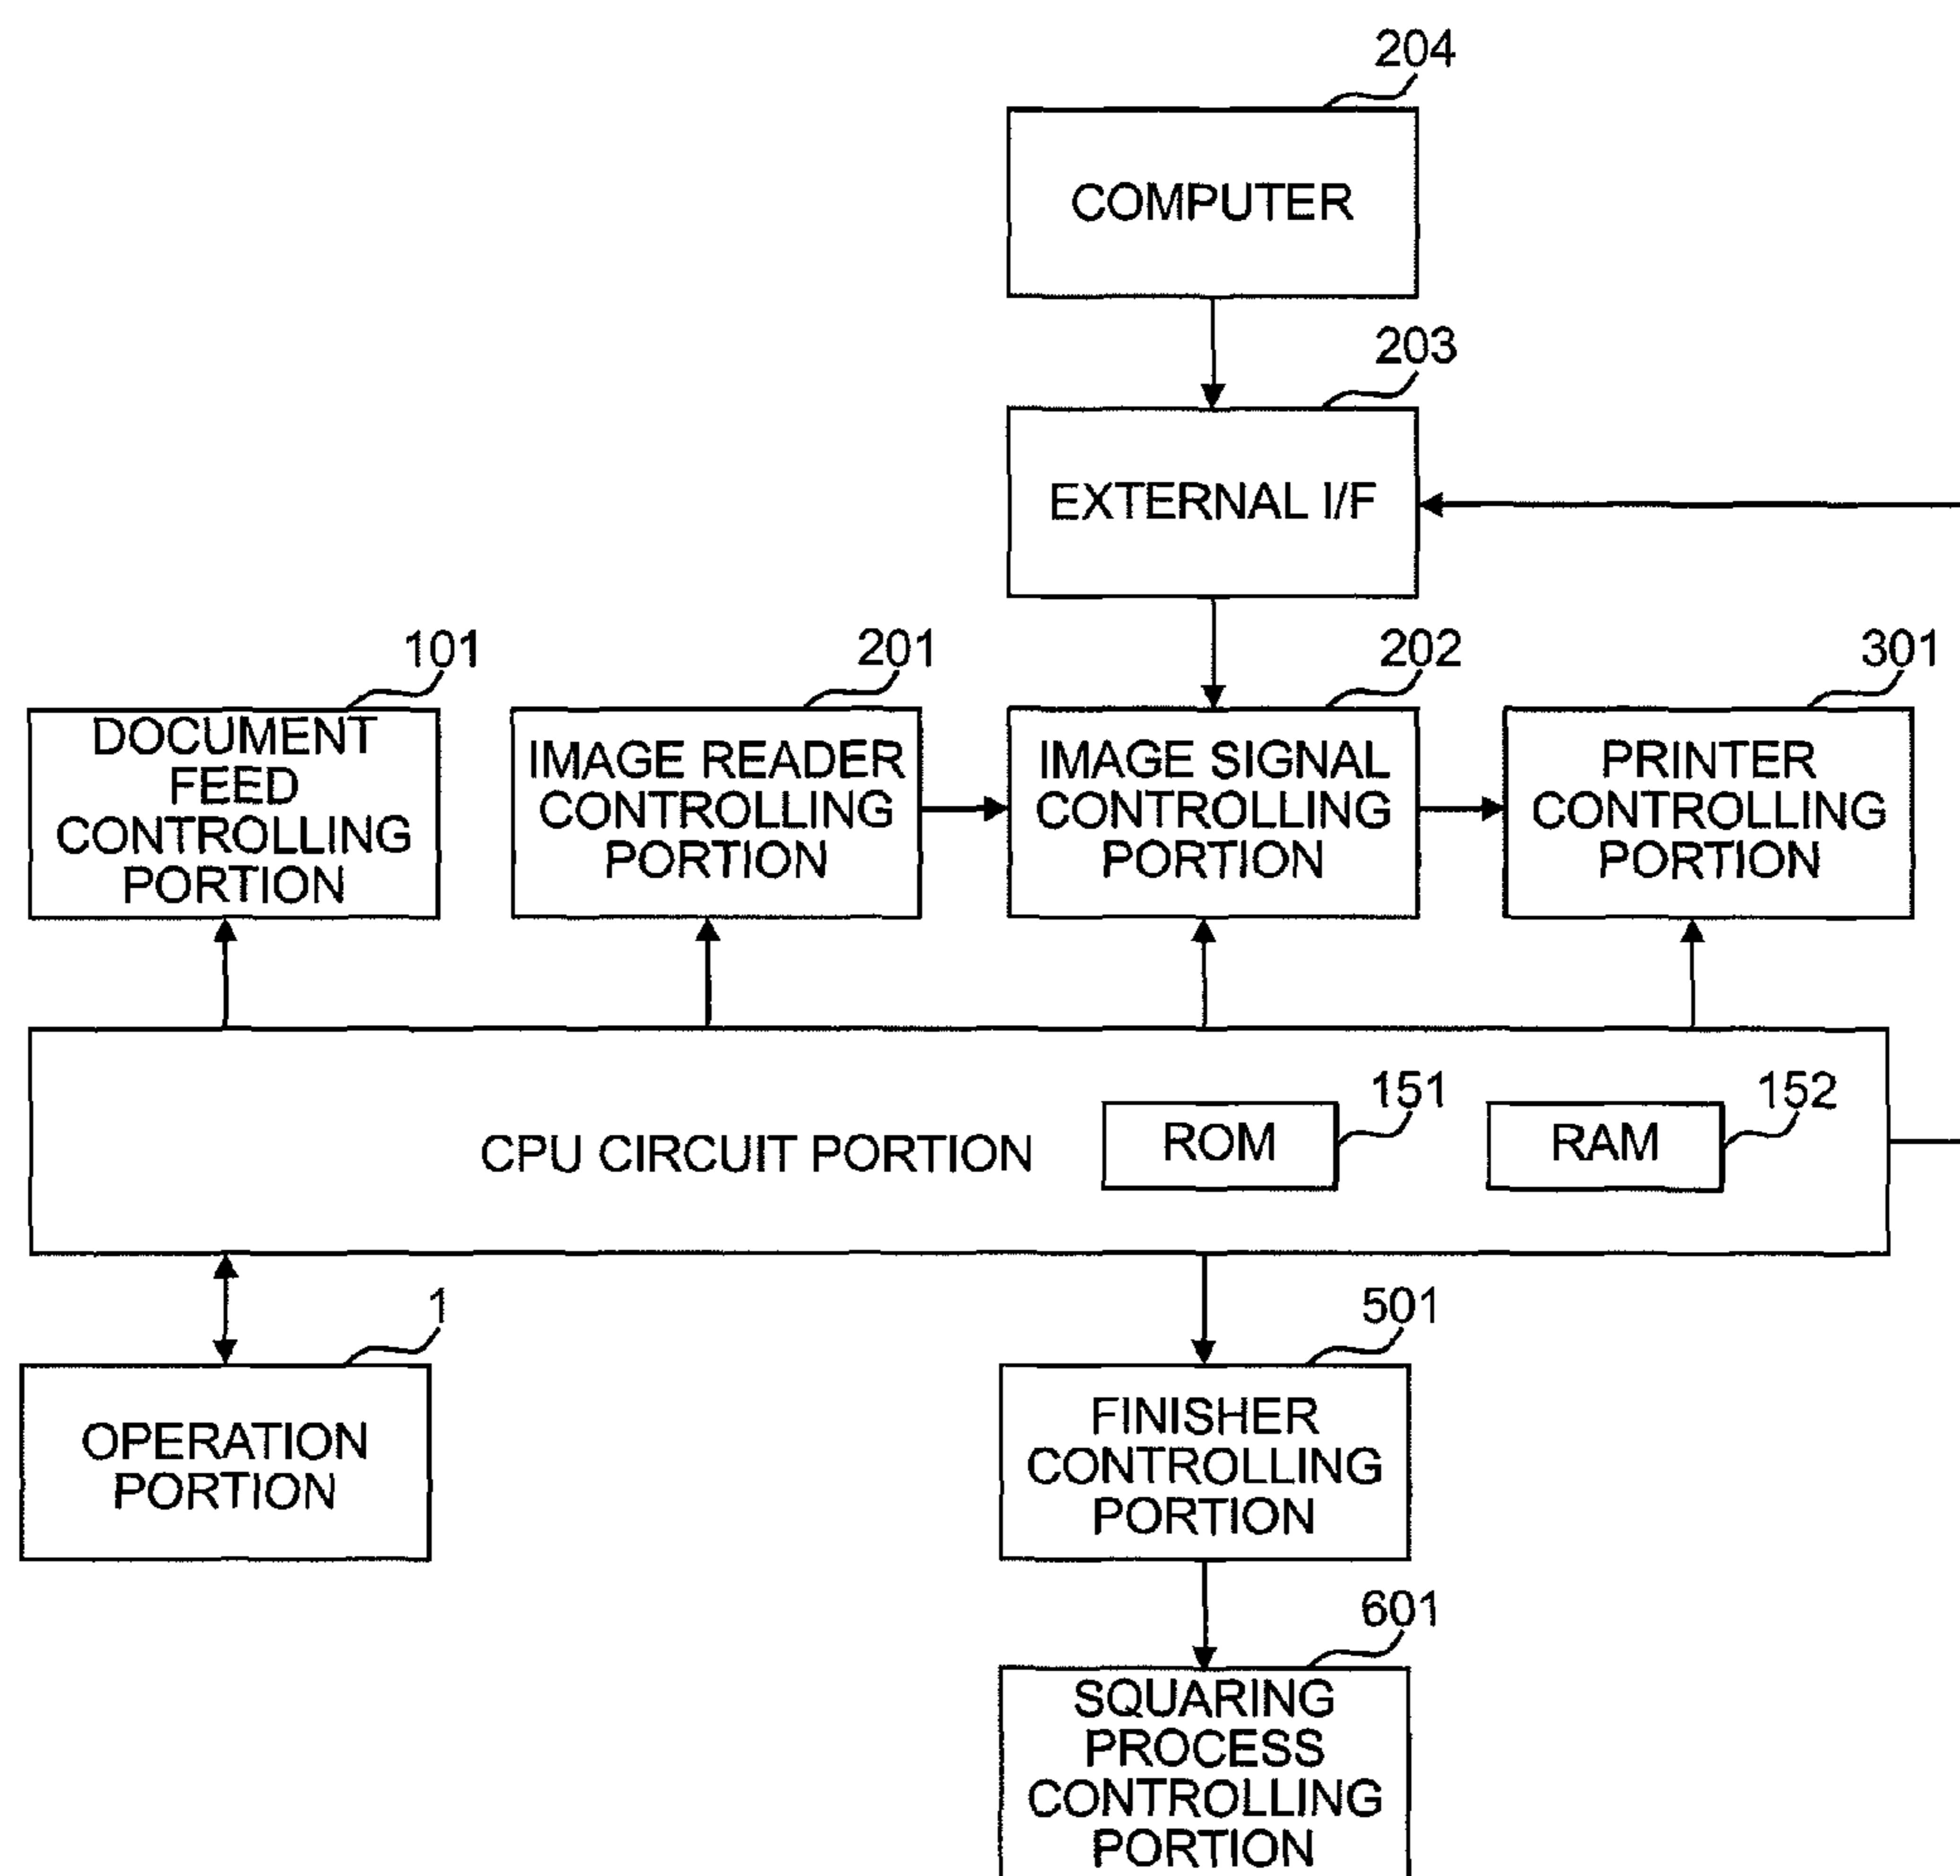 204
COMPUTER
203
EXTERNAL I/F
101
201
202
301
DOCUMENT
FEED
CONTROLLING
PORTION
IMAGE READER
CONTROLLING
PORTION
IMAGE SIGNAL
CONTROLLING
PORTION
PRINTER
CONTROLLING
PORTION
CPU CIRCUIT PORTION
151
ROM
152
RAM
1
OPERATION
PORTION
501
FINISHER
CONTROLLING
PORTION
601
SQUARING
PROCESS
CONTROLLING
PORTION